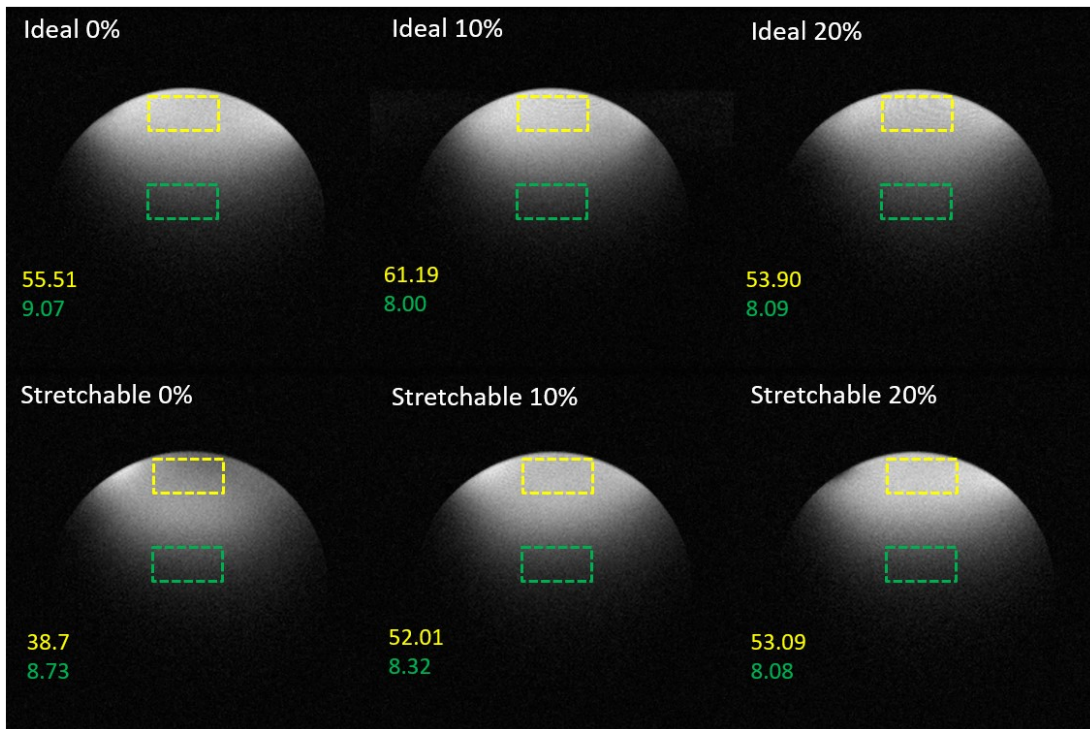 Ideal 0%
Ideal 10%
Ideal 20%
55.51
9.07
61.19
8.00
53.90
8.09
Stretchable 0%
Stretchable 10%
Stretchable 20%
38.7
8.73
52.01
8.32
53.09
8.08